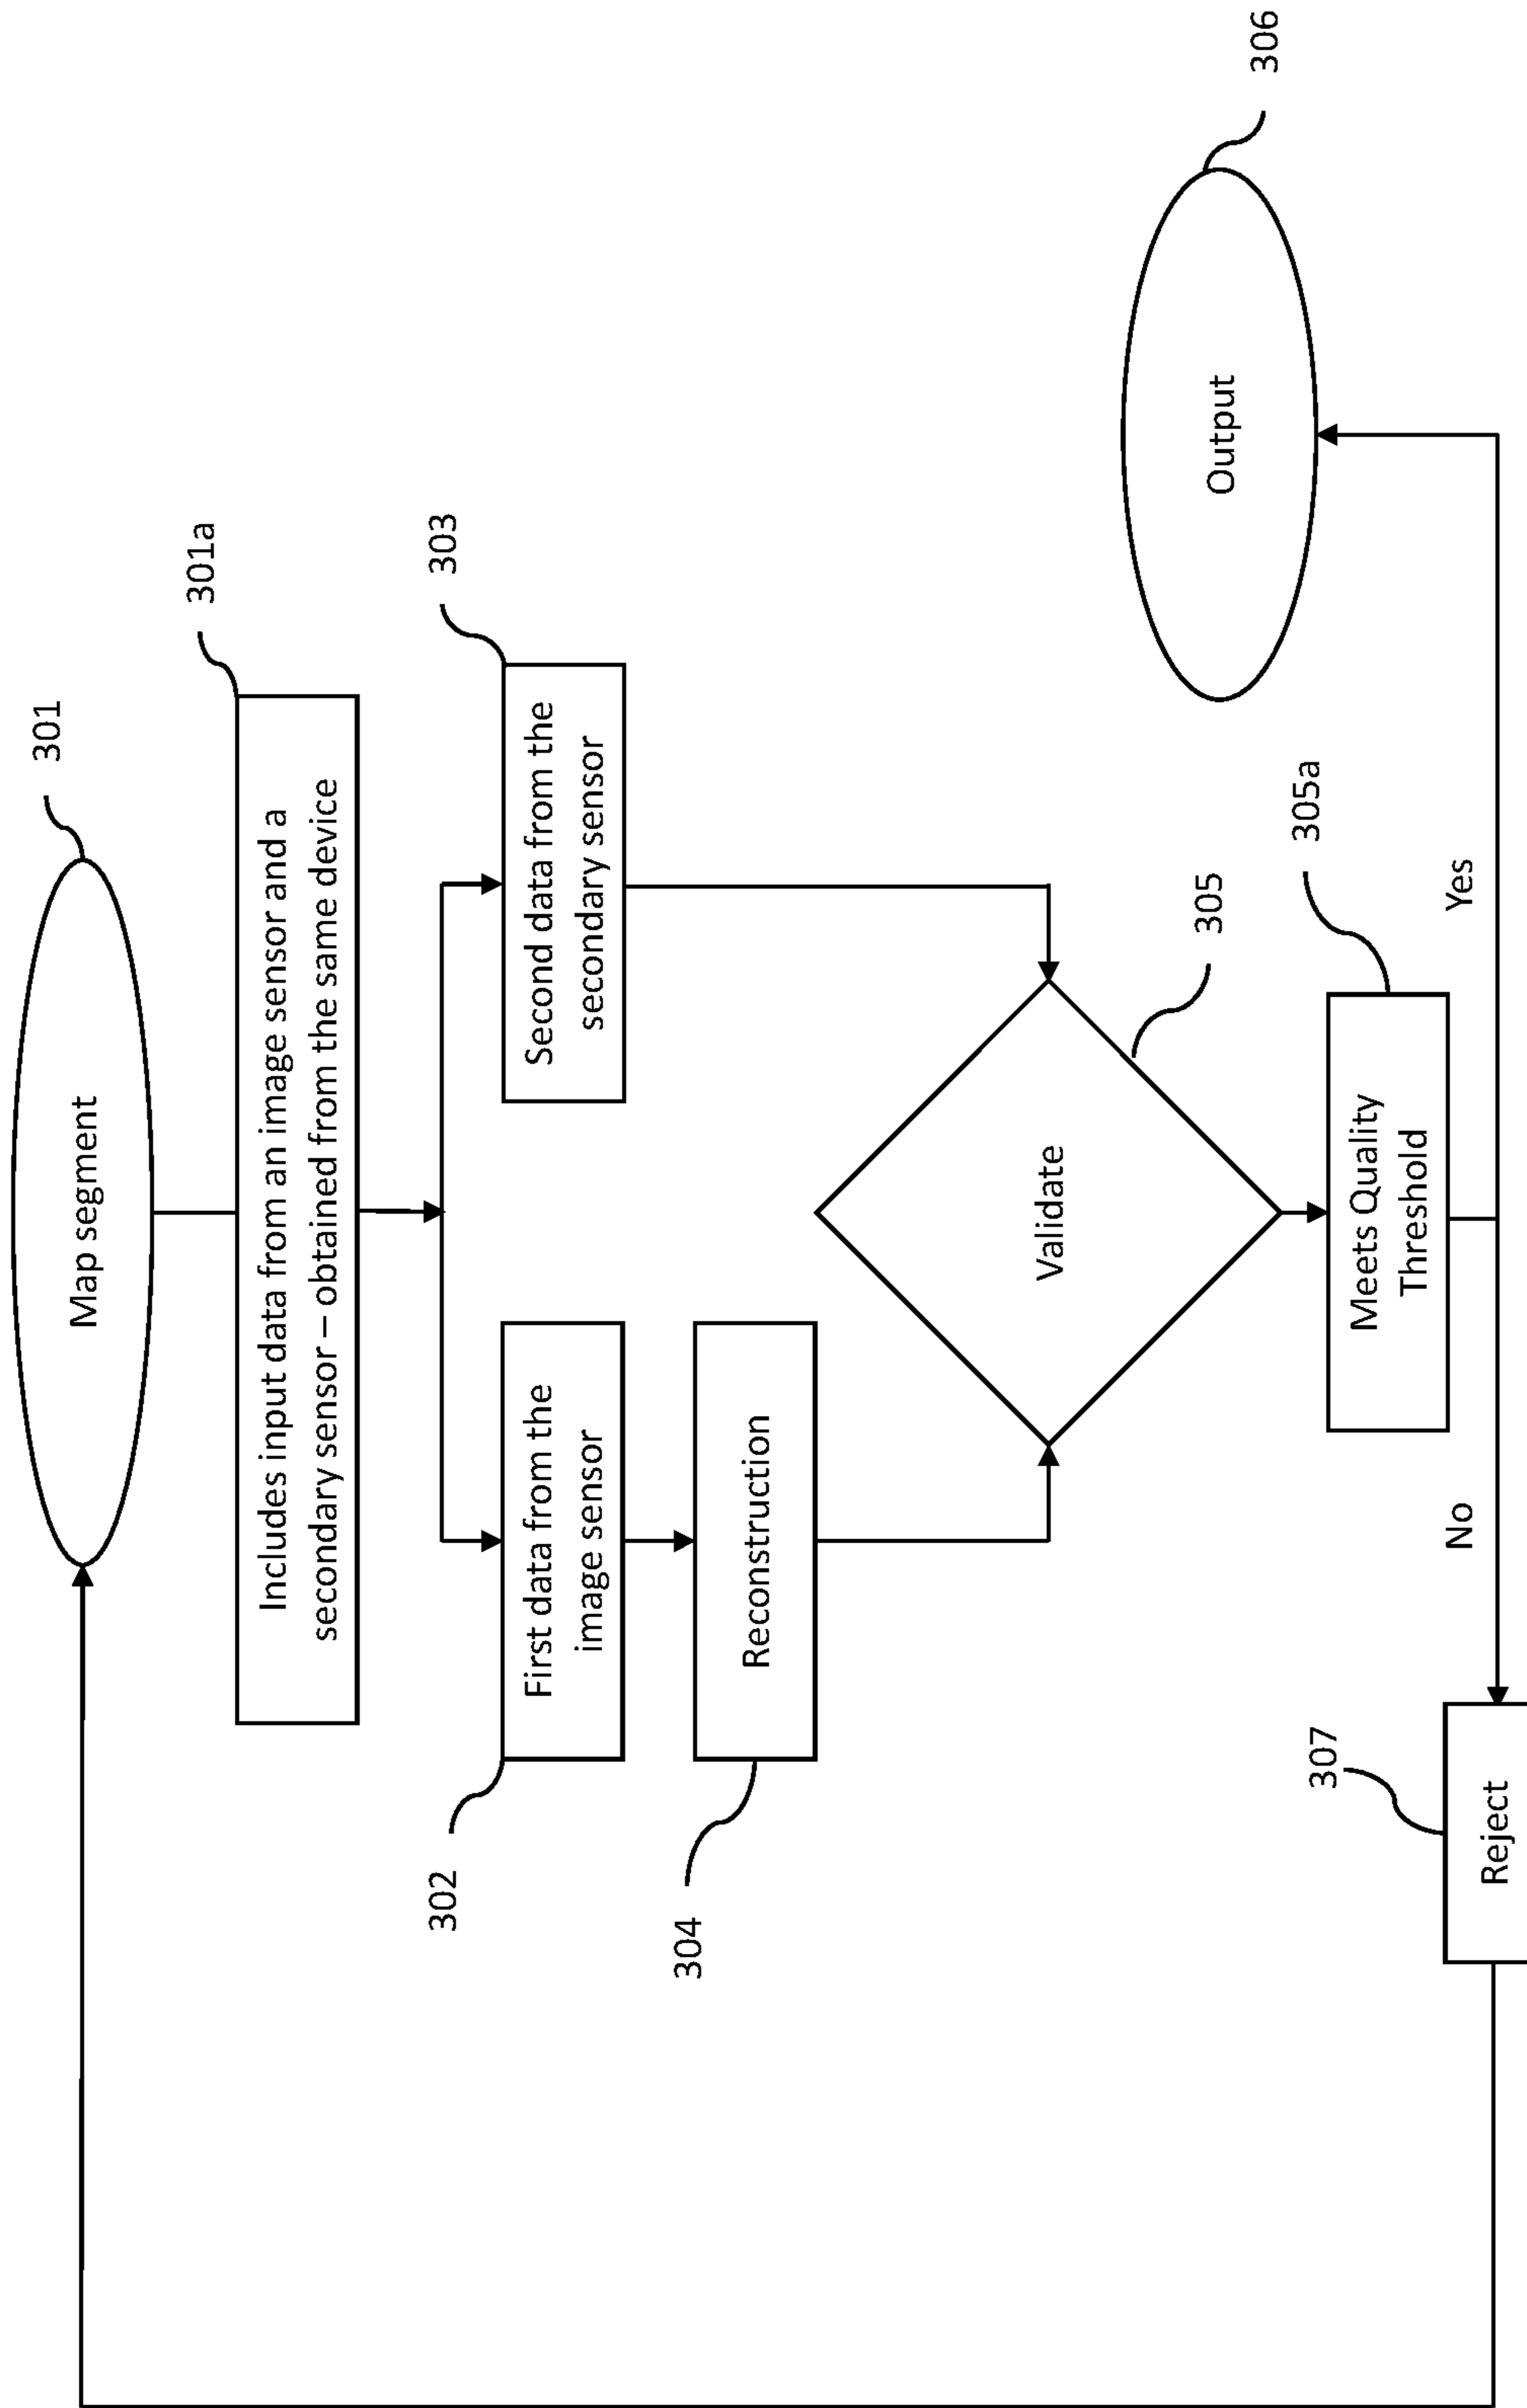 301
Map segment
301a
Includes input data from an image sensor and a
secondary sensor – obtained from the same device
302
First data from the
image sensor
303
Second data from the
secondary sensor
304
Reconstruction
Validate
305
305a
Meets Quality
Threshold
No
Yes
307
Reject
Output
306